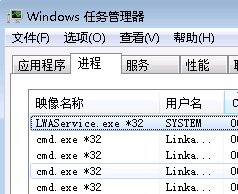 Windows 任务管理器
文件(F) 选项(O) 查看(V) 帮助(H)
应用程序 进程 服务 性能
映像名称 用户名
LWAService.exe *32 SYSTEM
cmd.exe *32 Linka...
cmd.exe *32 Linka...
cmd.exe *32 Linka...
cmd.exe *32 Linka...